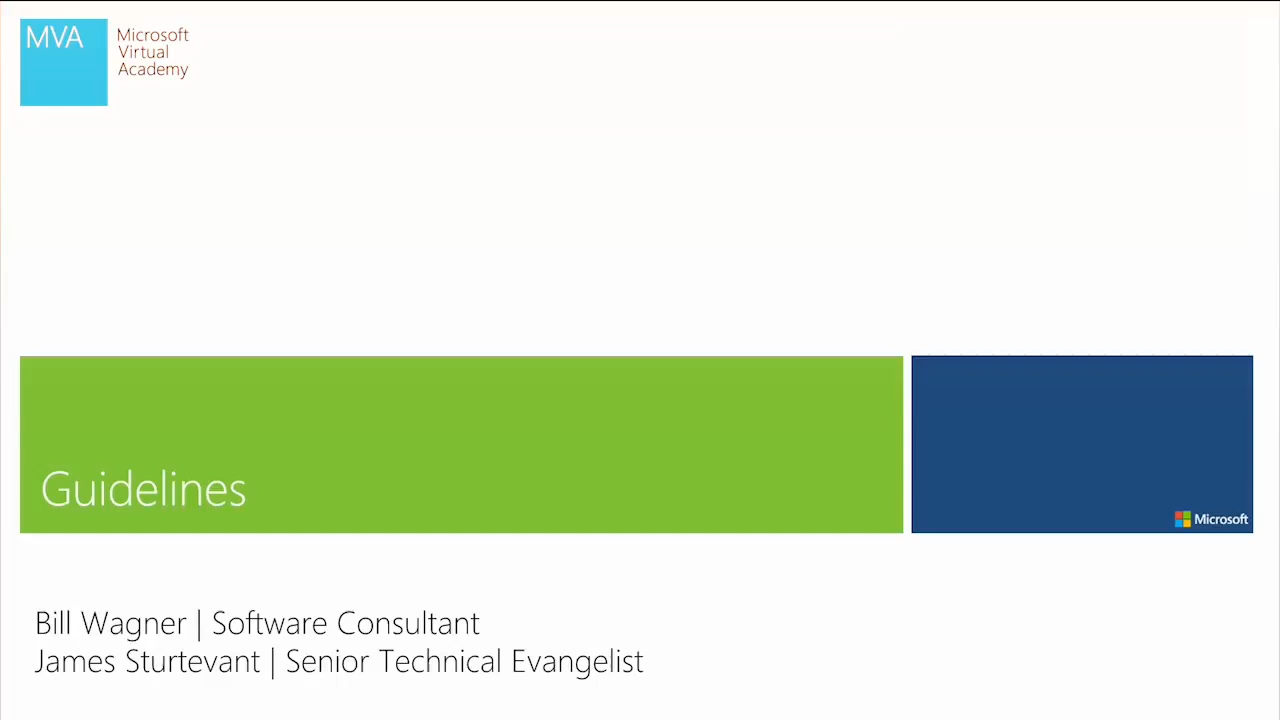 MVA
Microsoft
Virtual
Academy
Guidelines
Microsoft
Bill Wagner | Software Consultant
James Sturtevant | Senior Technical Evangelist